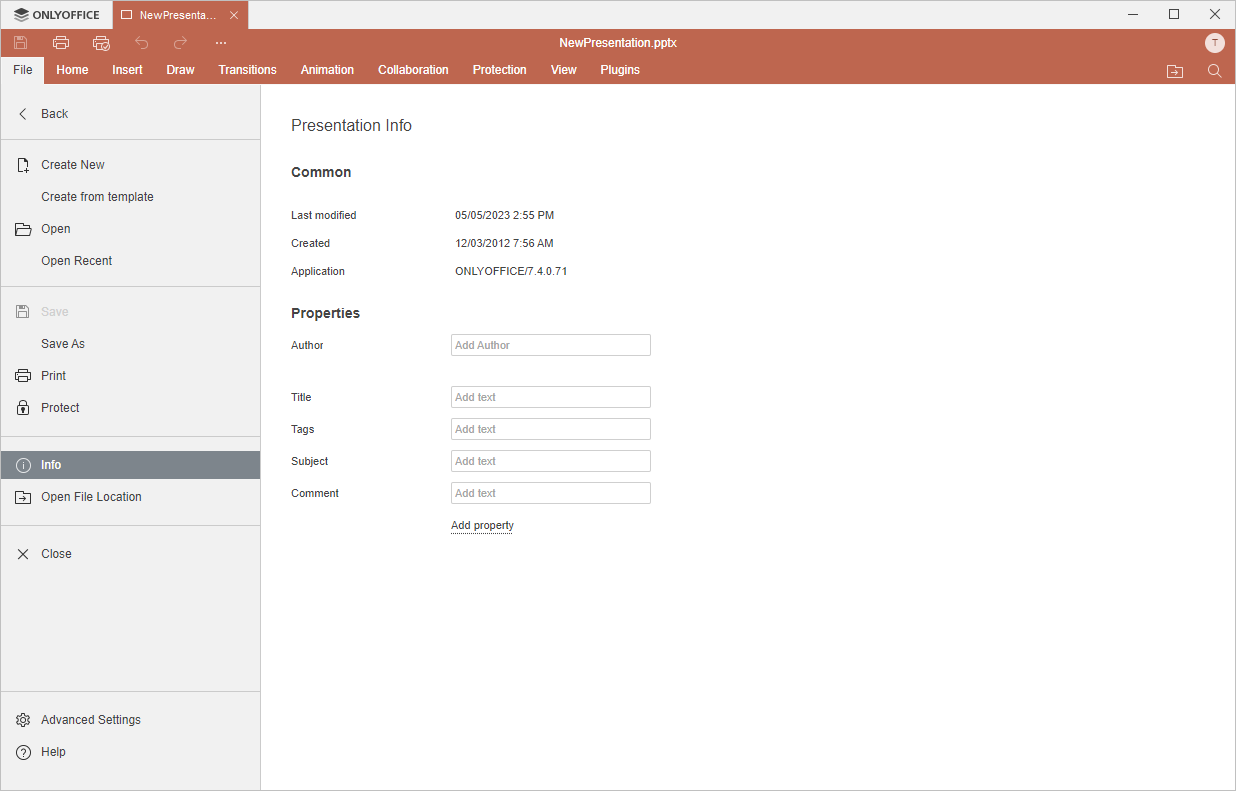 ONLYOFFICE
NewPresenta...
NewPresentation.pptx
T
File Home Insert Draw Transitions Animation Collaboration Protection View Plugins
Back
Create New
Create from template
Open
Open Recent
Save
Save As
Print
Protect
Info
Open File Location
Close
Advanced Settings
Help
Presentation Info
Common
Last modified 05/05/2023 2:55 PM
Created 12/03/2012 7:56 AM
Application ONLYOFFICE/7.4.0.71
Properties
Author Add Author
Title Add text
Tags Add text
Subject Add text
Comment Add text
Add property